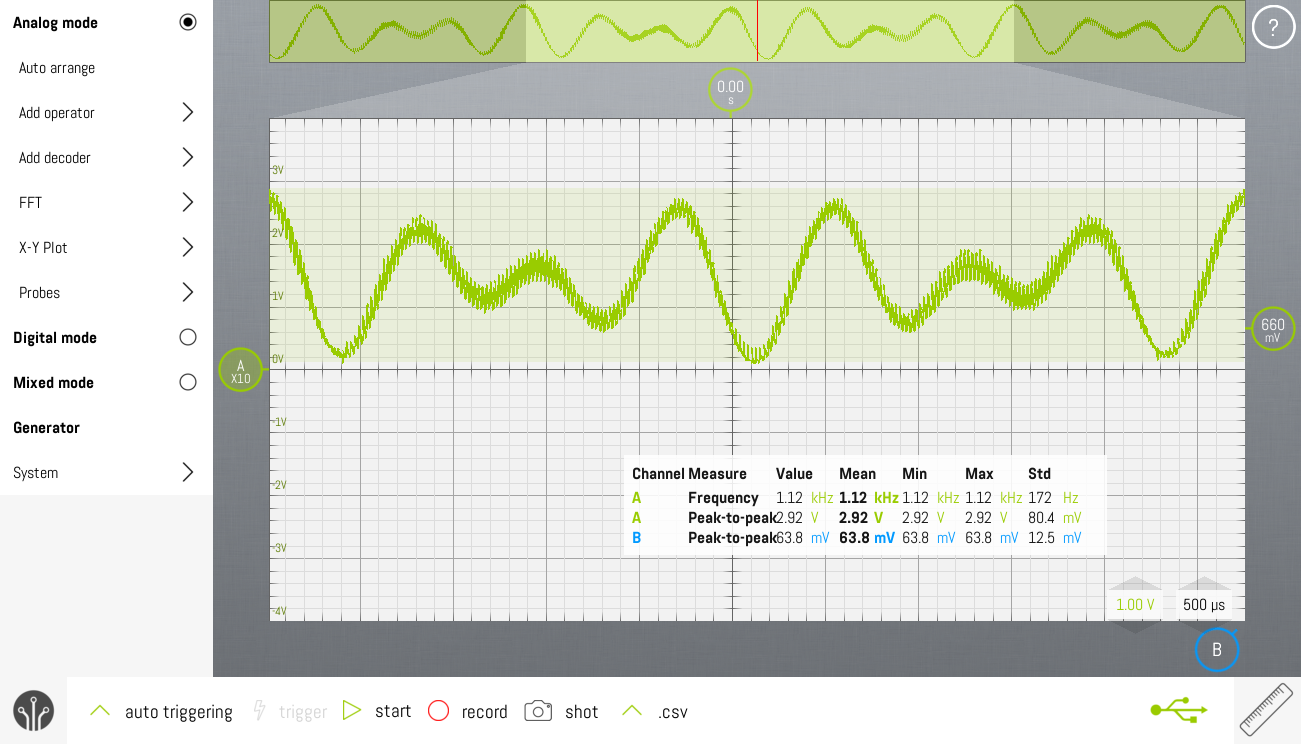 Analog mode
Auto arrange
Add operator
Add decoder
FFT
X-Y Plot
Probes
Digital mode
Mixed mode
Generator
System
?
0.00
s
3V
2V
1V
0V
-1V
-2V
-3V
-4V
A
X10
660
mV
Channel Measure Value Mean Min Max Std
A Frequency 1.12 kHz 1.12 kHz 1.12 kHz 1.12 kHz 172 Hz
A Peak-to-peak 2.92 V 2.92 V 2.92 V 2.92 V 80.4 mV
B Peak-to-peak 63.8 mV 63.8 mV 63.8 mV 63.8 mV 12.5 mV
1.00 V 500 µs
B
auto triggering trigger start record shot .csv